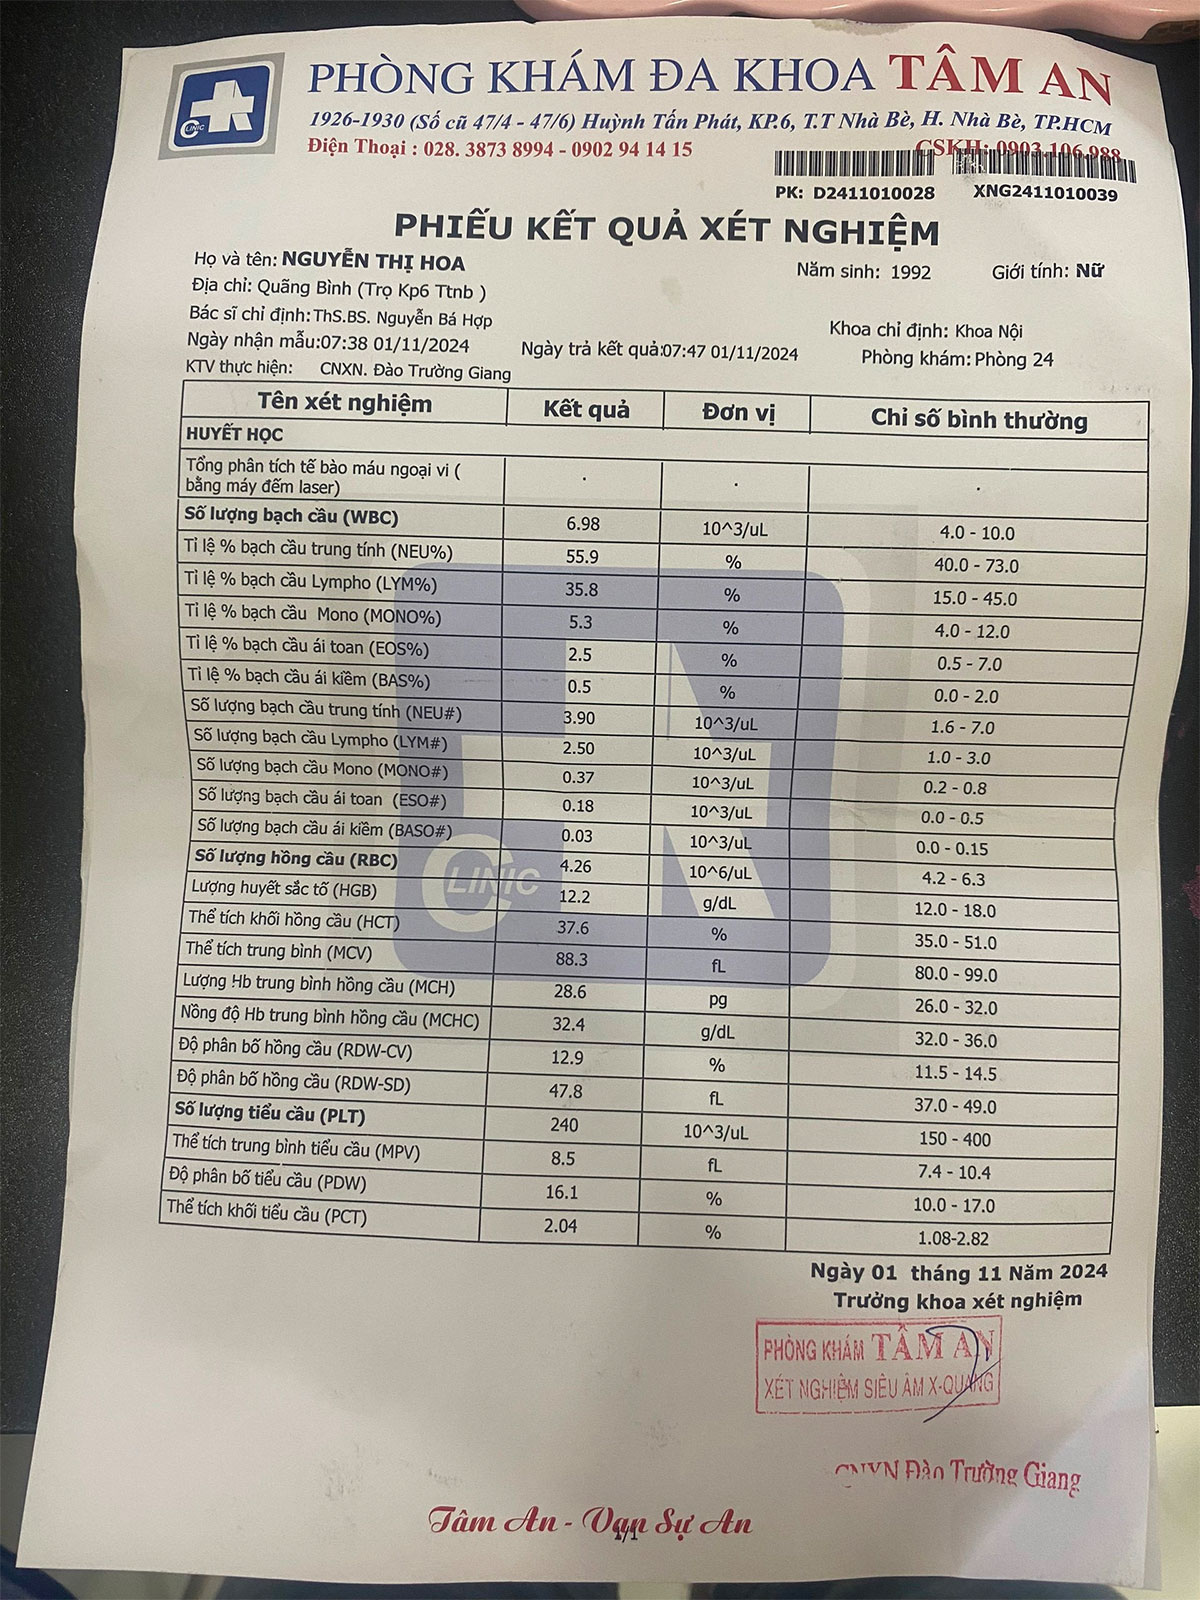 PHÒNG KHÁM ĐA KHOA TÂM AN
1926-1930 (Số cũ 47/4 - 47/6) Huỳnh Tấn Phát, KP.6, T.T Nhà Bè, H. Nhà Bè, TP.HCM
Điện Thoại : 028. 3873 8994 - 0902 94 14 15 CSKH: 0903.106.988
PK: D2411010028 XNG2411010039
PHIẾU KẾT QUẢ XÉT NGHIỆM
Họ và tên: NGUYỄN THỊ HOA Năm sinh: 1992 Giới tính: Nữ
Địa chỉ: Quãng Bình (Trọ Kp6 Ttnb )
Bác sĩ chỉ định: ThS.BS. Nguyễn Bá Hợp Khoa chỉ định: Khoa Nội
Ngày nhận mẫu:07:38 01/11/2024 Ngày trả kết quả:07:47 01/11/2024 Phòng khám: Phòng 24
KTV thực hiện: CNXN. Đào Trường Giang
Tên xét nghiệm Kết quả Đơn vị Chỉ số bình thường
HUYẾT HỌC
Tổng phân tích tế bào máu ngoại vi ( . . .
bằng máy đếm laser)
Số lượng bạch cầu (WBC) 6.98 10^3/uL 4.0 - 10.0
Tỉ lệ % bạch cầu trung tính (NEU%) 55.9 % 40.0 - 73.0
Tỉ lệ % bạch cầu Lympho (LYM%) 35.8 % 15.0 - 45.0
Tỉ lệ % bạch cầu Mono (MONO%) 5.3 % 4.0 - 12.0
Tỉ lệ % bạch cầu ái toan (EOS%) 2.5 % 0.5 - 7.0
Tỉ lệ % bạch cầu ái kiềm (BAS%) 0.5 % 0.0 - 2.0
Số lượng bạch cầu trung tính (NEU#) 3.90 10^3/uL 1.6 - 7.0
Số lượng bạch cầu Lympho (LYM#) 2.50 10^3/uL 1.0 - 3.0
Số lượng bạch cầu Mono (MONO#) 0.37 10^3/uL 0.2 - 0.8
Số lượng bạch cầu ái toan (ESO#) 0.18 10^3/uL 0.0 - 0.5
Số lượng bạch cầu ái kiềm (BASO#) 0.03 10^3/uL 0.0 - 0.15
Số lượng hồng cầu (RBC) 4.26 10^6/uL 4.2 - 6.3
Lượng huyết sắc tố (HGB) 12.2 g/dL 12.0 - 18.0
Thể tích khối hồng cầu (HCT) 37.6 % 35.0 - 51.0
Thể tích trung bình (MCV) 88.3 fL 80.0 - 99.0
Lượng Hb trung bình hồng cầu (MCH) 28.6 pg 26.0 - 32.0
Nồng độ Hb trung bình hồng cầu (MCHC) 32.4 g/dL 32.0 - 36.0
Độ phân bố hồng cầu (RDW-CV) 12.9 % 11.5 - 14.5
Độ phân bố hồng cầu (RDW-SD) 47.8 fL 37.0 - 49.0
Số lượng tiểu cầu (PLT) 240 10^3/uL 150 - 400
Thể tích trung bình tiểu cầu (MPV) 8.5 fL 7.4 - 10.4
Độ phân bố tiểu cầu (PDW) 16.1 % 10.0 - 17.0
Thể tích khối tiểu cầu (PCT) 2.04 % 1.08-2.82
CLINIC
Ngày 01 tháng 11 Năm 2024
Trưởng khoa xét nghiệm
PHÒNG KHÁM TÂM AN
XÉT NGHIỆM SIÊU ÂM X-QUANG
CNXN Đào Trường Giang
Tâm An - Vạn Sự An
1/1